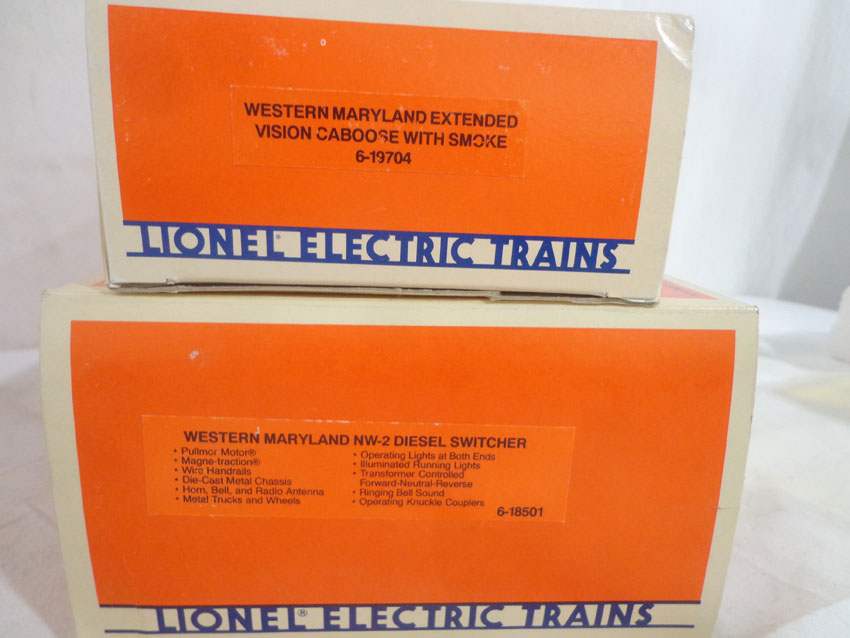 WESTERN MARYLAND EXTENDED
VISION CABOOSE WITH SMOKE
6-19704
LIONEL® ELECTRIC TRAINS
WESTERN MARYLAND NW-2 DIESEL SWITCHER
• Pullmor Motor®
• Magne-traction®
• Wire Handrails
• Die-Cast Metal Chassis
• Horn, Bell, and Radio Antenna
• Metal Trucks and Wheels
• Operating Lights at Both Ends
• Illuminated Running Lights
• Transformer Controlled
Forward-Neutral-Reverse
• Ringing Bell Sound
• Operating Knuckle Couplers
6-18501
LIONEL® ELECTRIC TRAINS